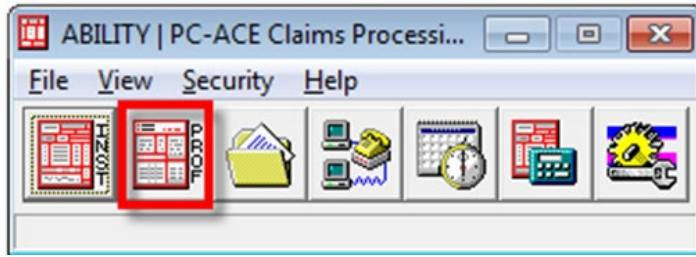 ABILITY | PC-ACE Claims Processi...
File View Security Help
INST PROF